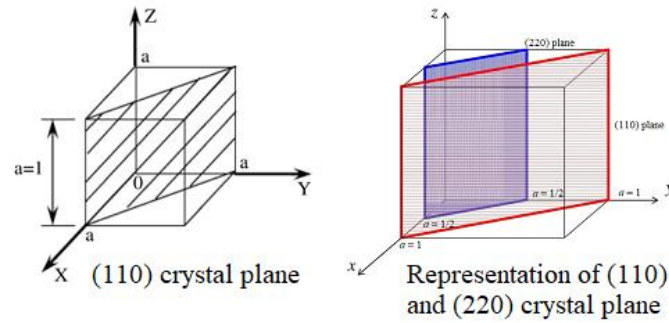 Z
a
a=1
0
a
Y
a
X
(110) crystal plane
z
(220) plane
(110) plane
a = 1/2
a = 1
y
a = 1/2
a = 1
x
Representation of (110)
and (220) crystal plane